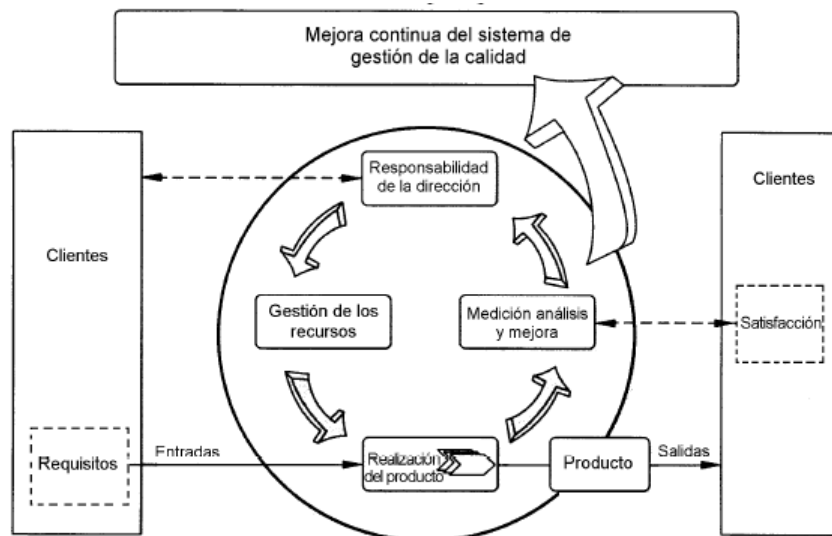 Mejora continua del sistema de
gestión de la calidad
Responsabilidad
de la dirección
Clientes
Clientes
Gestión de los
recursos
Medición análisis
y mejora
Satisfacción
Requisitos
Entradas
Realización
del producto
Producto
Salidas